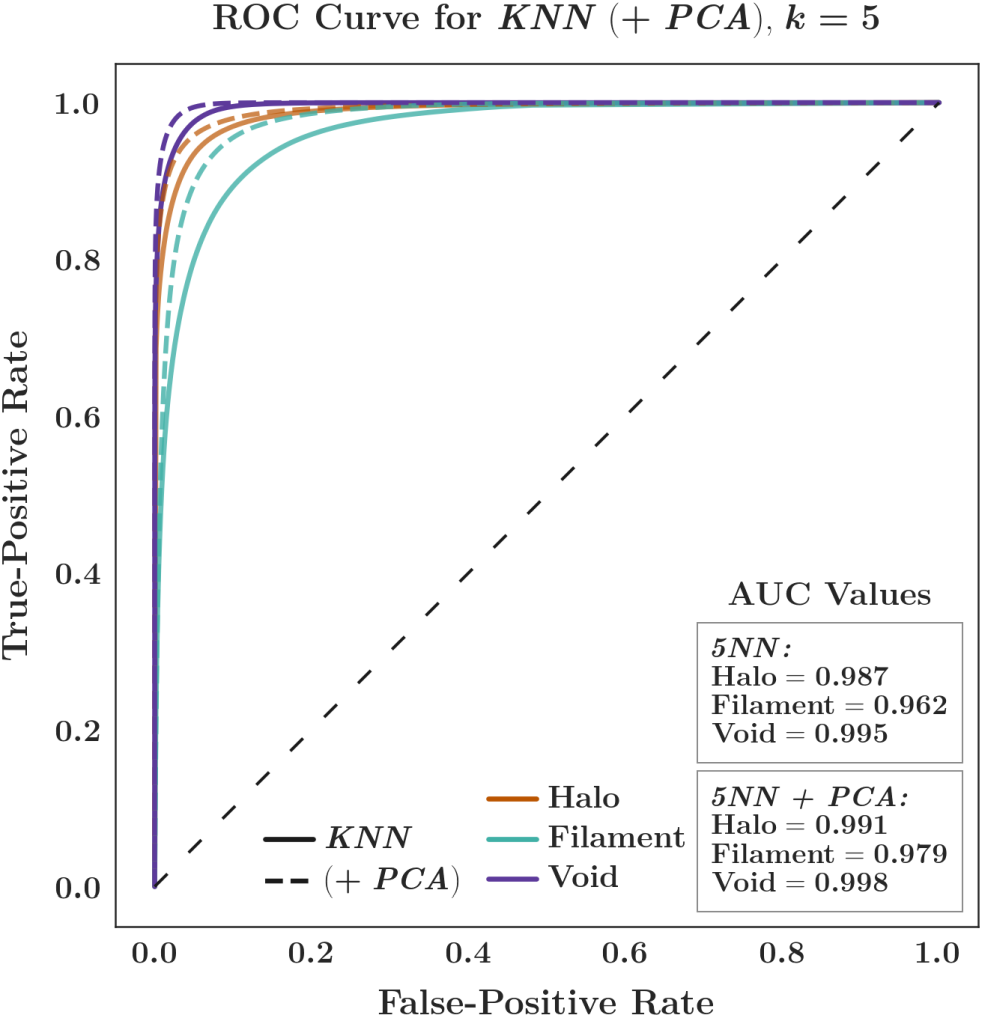 ROC Curve for KNN (+ PCA), k = 5
True-Positive Rate
1.0
0.8
0.6
0.4
0.2
0.0
AUC Values
5NN:
Halo = 0.987
Filament = 0.962
Void = 0.995
5NN + PCA:
Halo = 0.991
Filament = 0.979
Void = 0.998
KNN
(+ PCA)
Halo
Filament
Void
0.0 0.2 0.4 0.6 0.8 1.0
False-Positive Rate